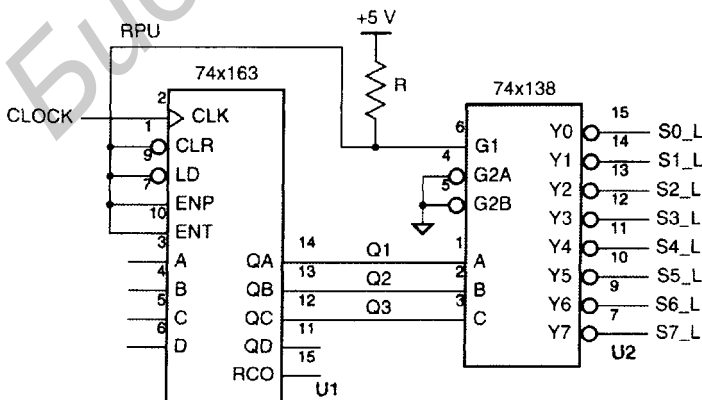 Биб
+5 V
RPU
R
74x163
74x138
CLOCK
2
CLK
1
CLR
9
LD
7
ENP
10
ENT
3
A
4
B
5
C
6
D
QA
14
QB
13
QC
12
QD
11
RCO
15
U1
Q1
Q2
Q3
6
G1
4
G2A
5
G2B
1
A
2
B
3
C
Y0
15
S0_L
Y1
14
S1_L
Y2
13
S2_L
Y3
12
S3_L
Y4
11
S4_L
Y5
10
S5_L
Y6
9
S6_L
Y7
7
S7_L
U2